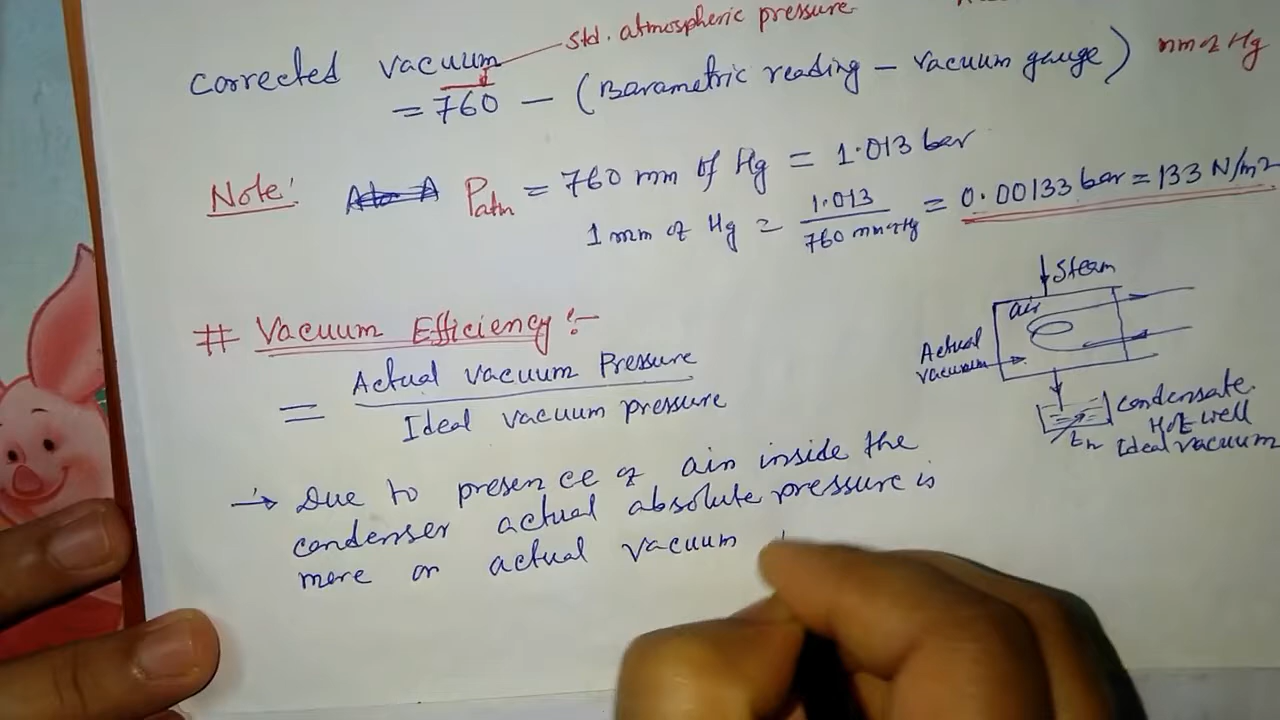 Std. atmospheric pressure
Corrected vacuum
= 760 - (Barametric reading - vacuum gauge) mm of Hg
Note: Patm = 760 mm of Hg = 1.013 bar
1 mm of Hg = 1.013 / 760 mm of Hg = 0.00133 bar = 133 N/m2
# Vacuum Efficiency :-
= Actual vacuum Pressure
Ideal vacuum pressure
Steam
air
Actual
vacuum
Condensate
Hot well
Ideal vacuum
→ Due to presence of air inside the
condenser actual absolute pressure is
more or actual vacuum